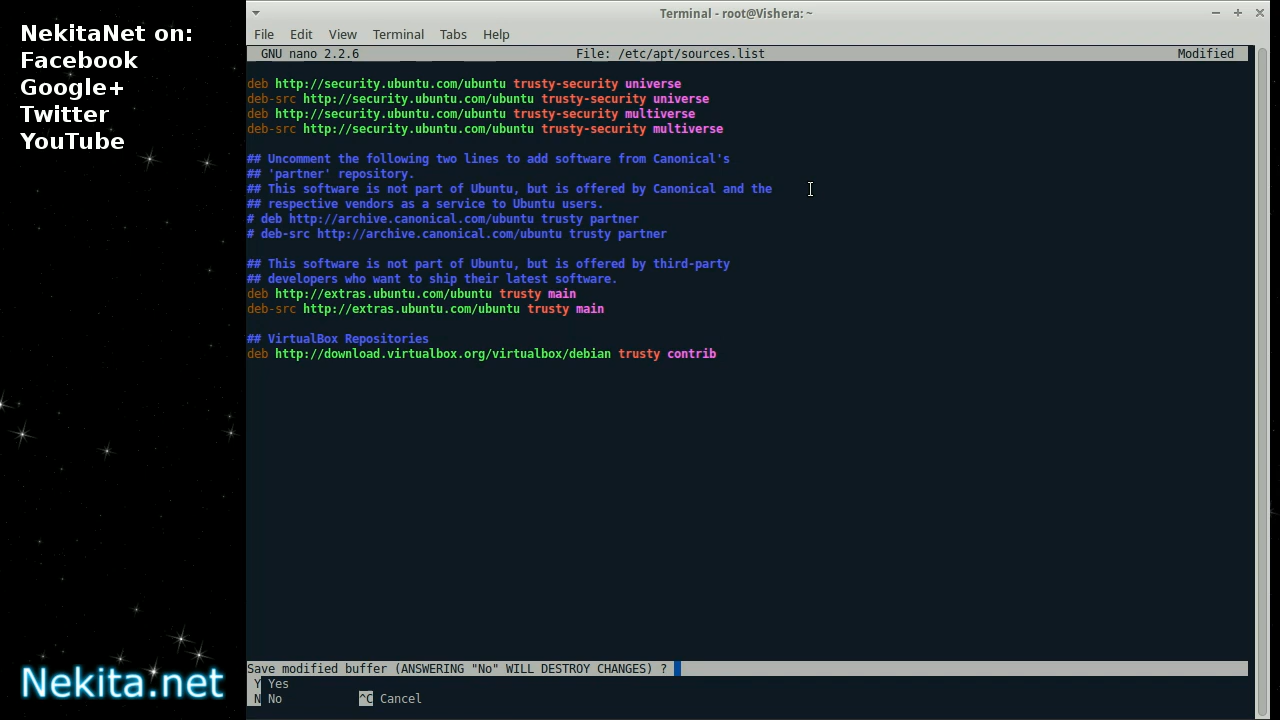 NekitaNet on:
Facebook
Google+
Twitter
YouTube
Nekita.net
Terminal - root@Vishera: ~
File Edit View Terminal Tabs Help
GNU nano 2.2.6 File: /etc/apt/sources.list Modified
deb http://security.ubuntu.com/ubuntu trusty-security universe
deb-src http://security.ubuntu.com/ubuntu trusty-security universe
deb http://security.ubuntu.com/ubuntu trusty-security multiverse
deb-src http://security.ubuntu.com/ubuntu trusty-security multiverse
## Uncomment the following two lines to add software from Canonical's
## 'partner' repository.
## This software is not part of Ubuntu, but is offered by Canonical and the
## respective vendors as a service to Ubuntu users.
# deb http://archive.canonical.com/ubuntu trusty partner
# deb-src http://archive.canonical.com/ubuntu trusty partner
## This software is not part of Ubuntu, but is offered by third-party
## developers who want to ship their latest software.
deb http://extras.ubuntu.com/ubuntu trusty main
deb-src http://extras.ubuntu.com/ubuntu trusty main
## VirtualBox Repositories
deb http://download.virtualbox.org/virtualbox/debian trusty contrib
Save modified buffer (ANSWERING "No" WILL DESTROY CHANGES) ?
Y Yes
N No ^C Cancel